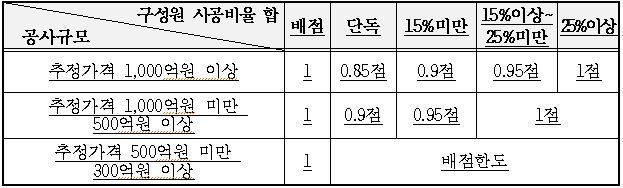 구성원 시공비율 합
공사규모
배점
단독
15%미만
15%이상~
25%미만
25%이상
추정가격 1,000억원 이상
1
0.85점
0.9점
0.95점
1점
추정가격 1,000억원 미만
500억원 이상
1
0.9점
0.95점
1점
추정가격 500억원 미만
300억원 이상
1
배점한도